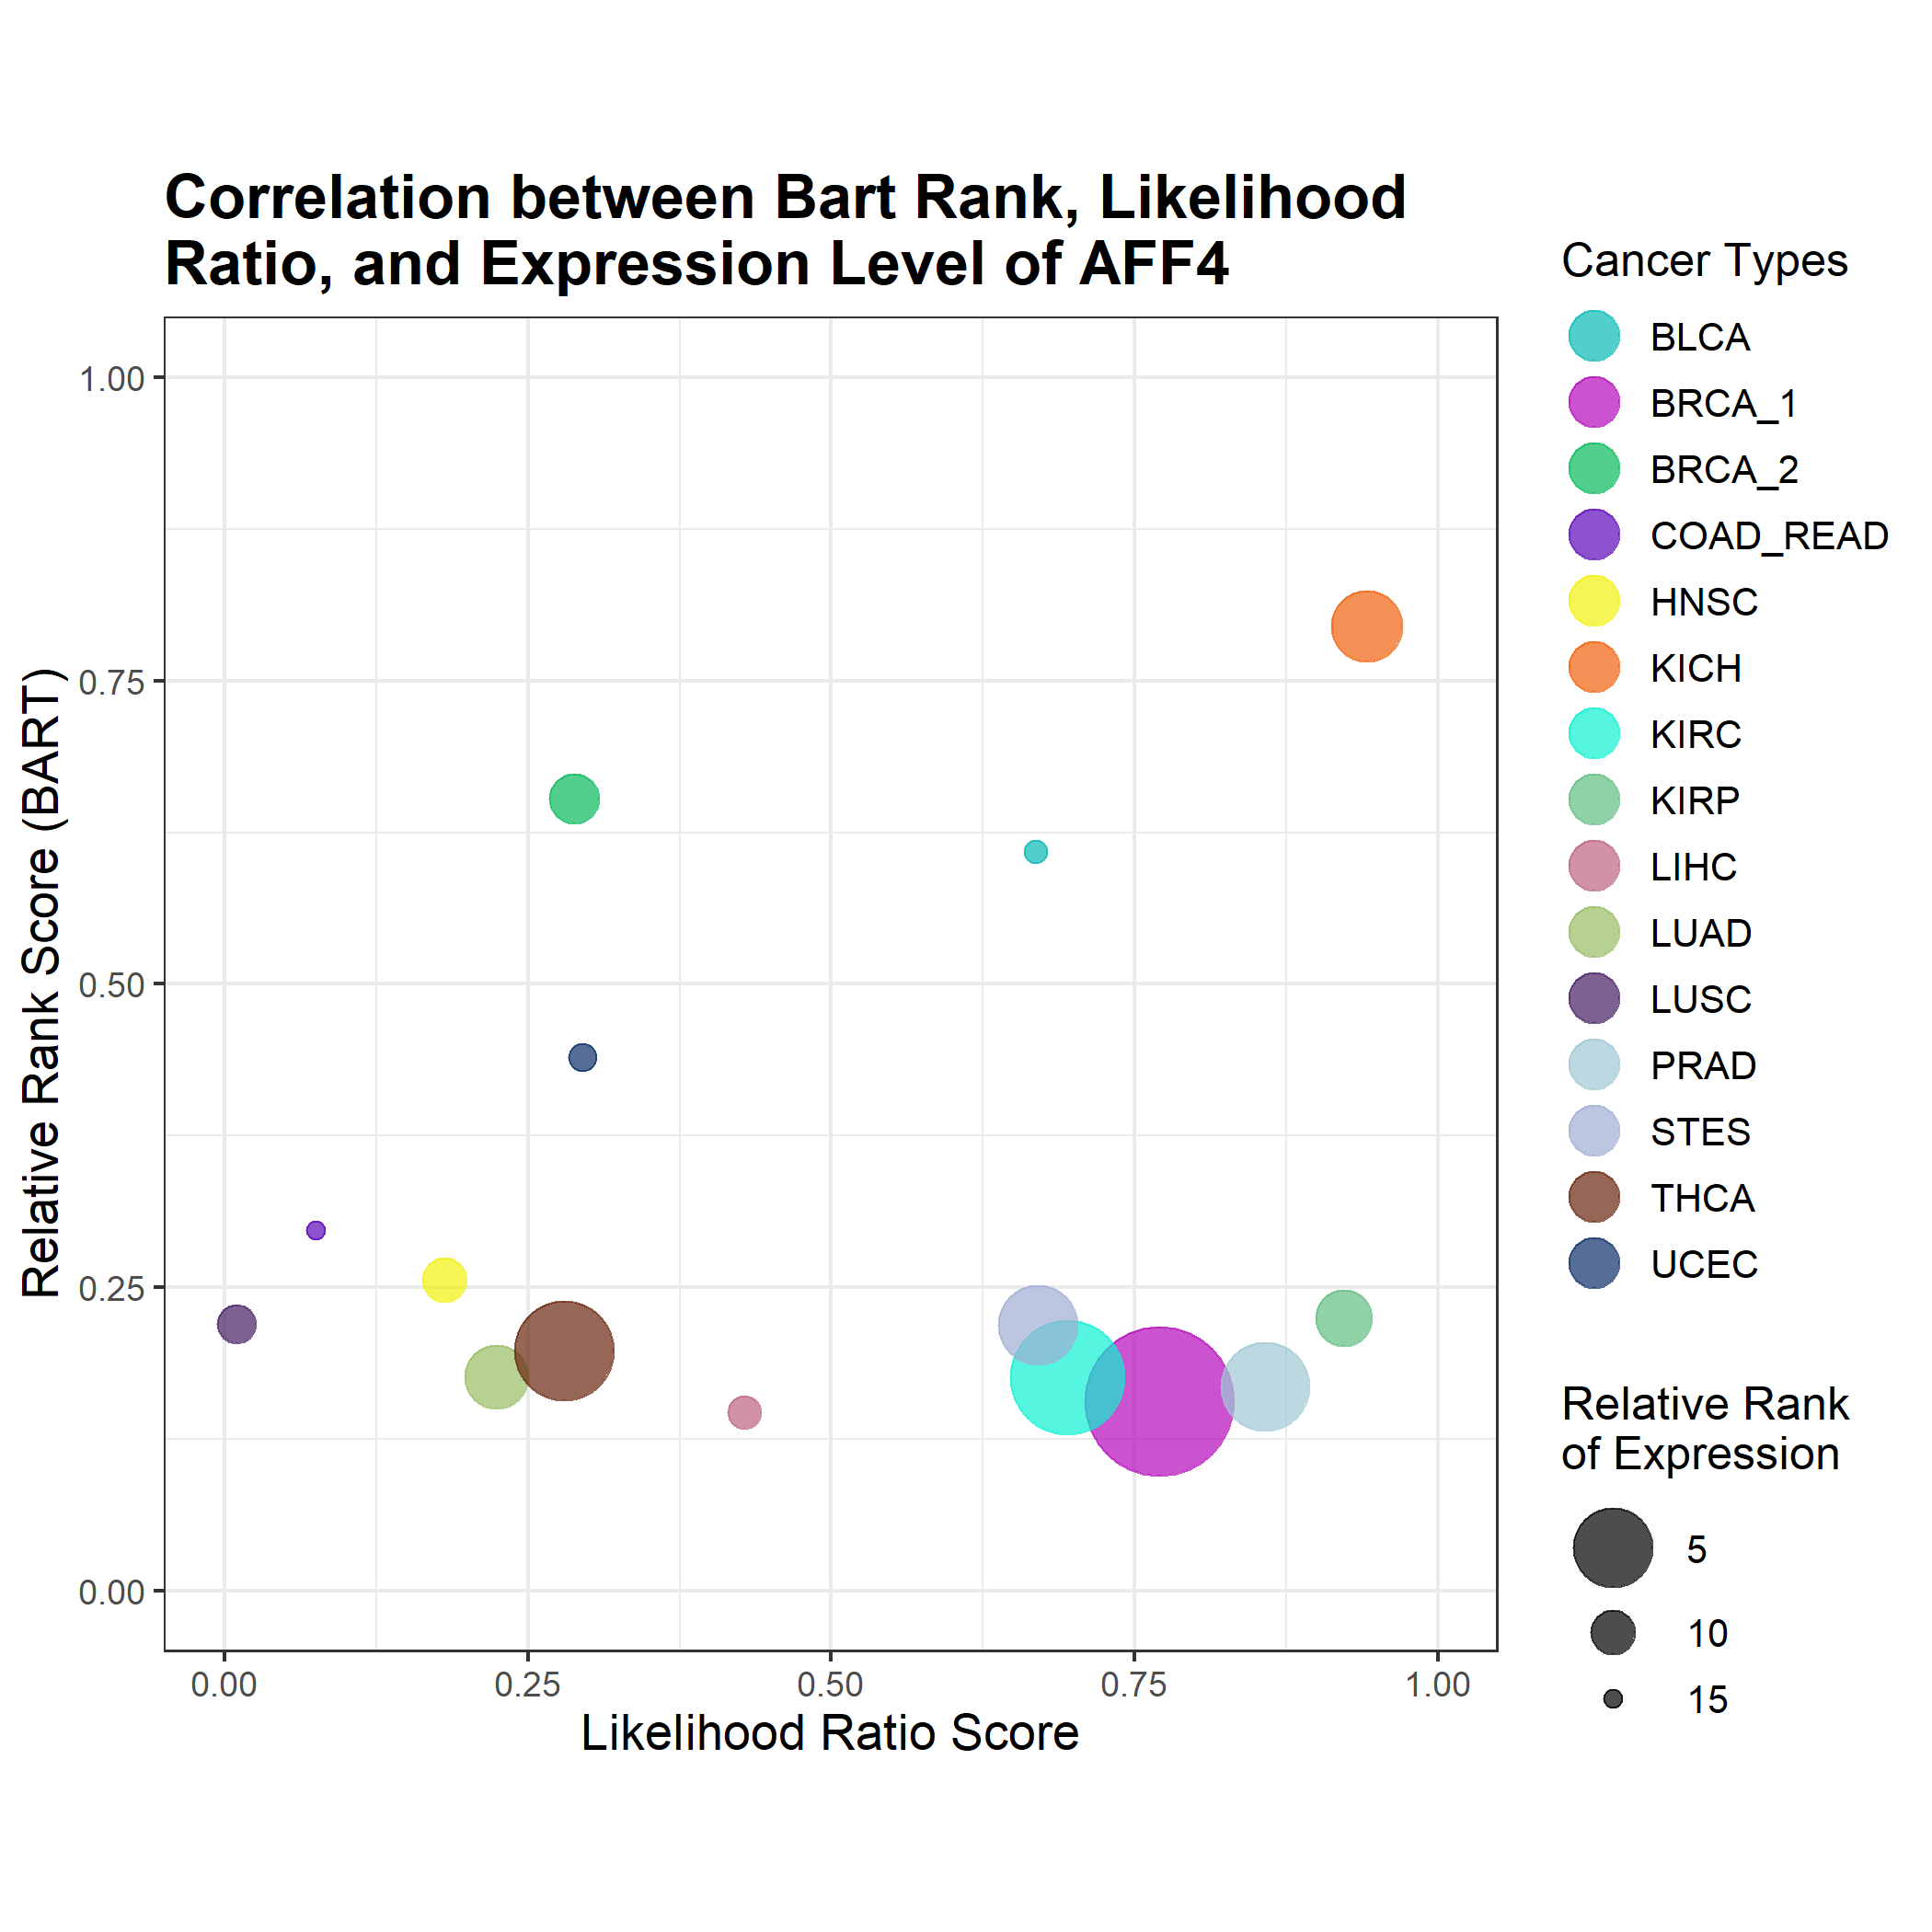 Correlation between Bart Rank, Likelihood
Ratio, and Expression Level of AFF4
Relative Rank Score (BART)
1.00
0.75
0.50
0.25
0.00
0.00
0.25
0.50
0.75
1.00
Likelihood Ratio Score
Cancer Types
BLCA
BRCA_1
BRCA_2
COAD_READ
HNSC
KICH
KIRC
KIRP
LIHC
LUAD
LUSC
PRAD
STES
THCA
UCEC
Relative Rank
of Expression
5
10
15